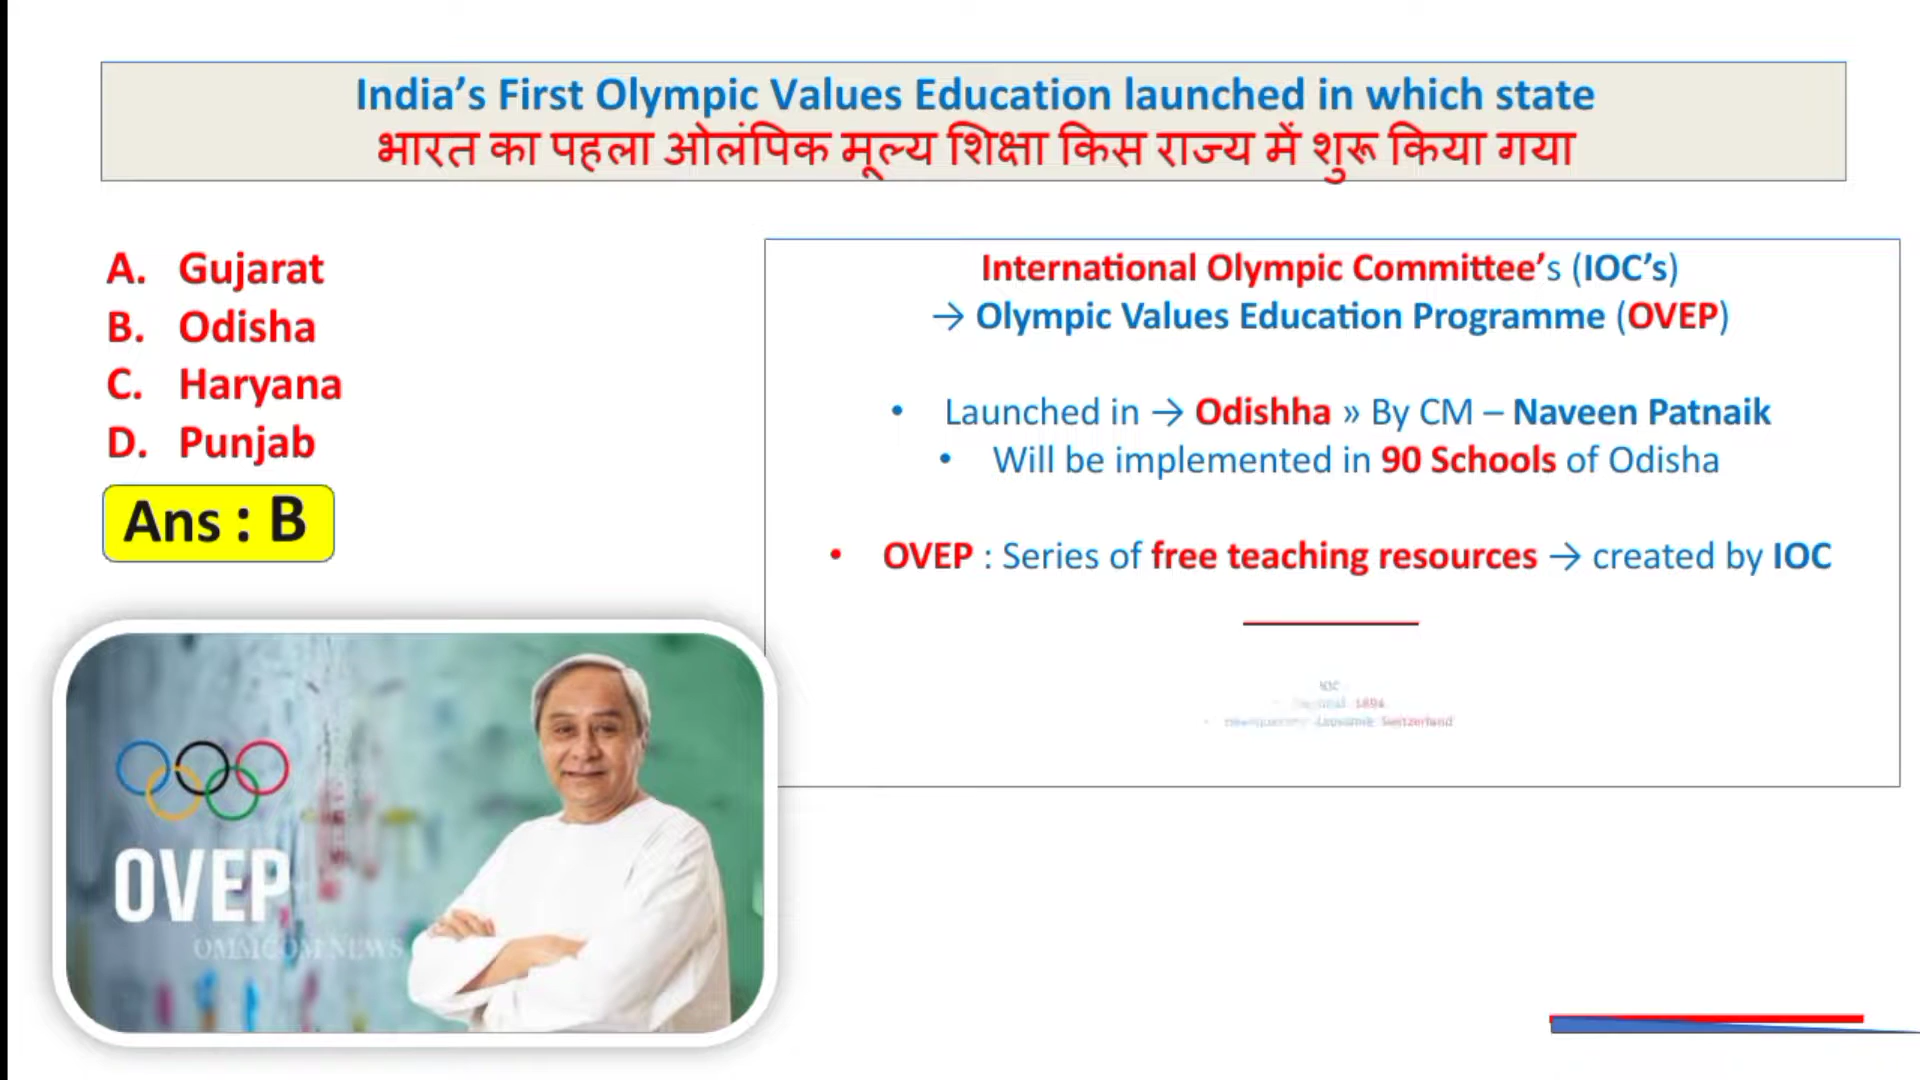 India’s First Olympic Values Education launched in which state
भारत का पहला ओलंपिक मूल्य शिक्षा किस राज्य में शुरू किया गया
A. Gujarat
B. Odisha
C. Haryana
D. Punjab
Ans : B
International Olympic Committee’s (IOC’s)
→ Olympic Values Education Programme (OVEP)
• Launched in → Odishha » By CM – Naveen Patnaik
• Will be implemented in 90 Schools of Odisha
• OVEP : Series of free teaching resources → created by IOC
IOC
1894
Lausanne Switzerland
OVEP
OMMCOM NEWS